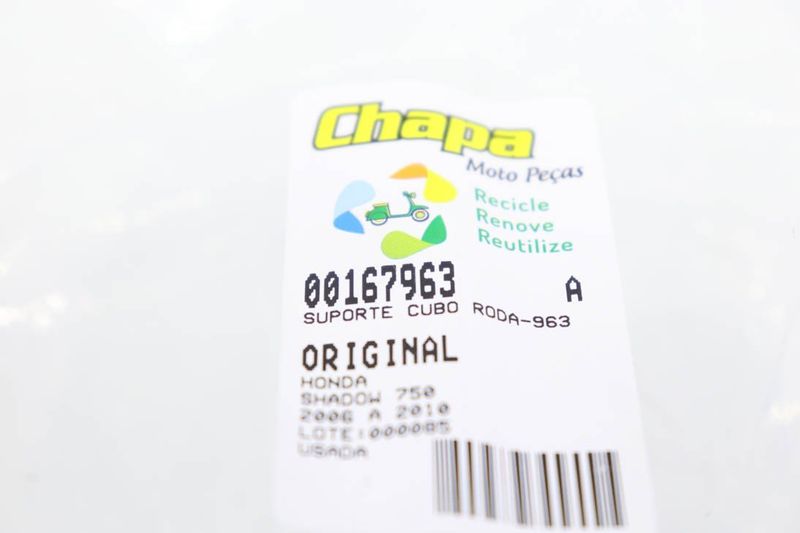 Chapa
Moto Peças
Recicle
Renove
Reutilize
00167963 A
SUPORTE CUBO RODA-963
ORIGINAL
HONDA
SHADOW 750
2006 A 2010
LOTE:000085
USADA